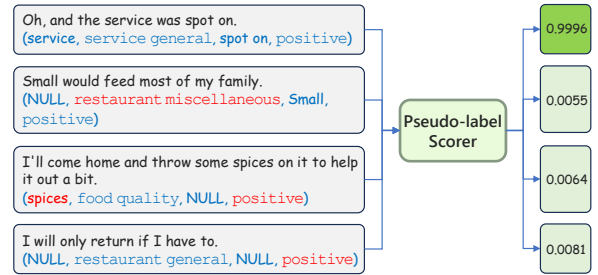 Oh, and the service was spot on.
(service, service general, spot on, positive)
Small would feed most of my family.
(NULL, restaurant miscellaneous, Small,
positive)
I'll come home and throw some spices on it to help
it out a bit.
(spices, food quality, NULL, positive)
I will only return if I have to.
(NULL, restaurant general, NULL, positive)
Pseudo-label
Scorer
0.9996
0.0055
0.0064
0.0081